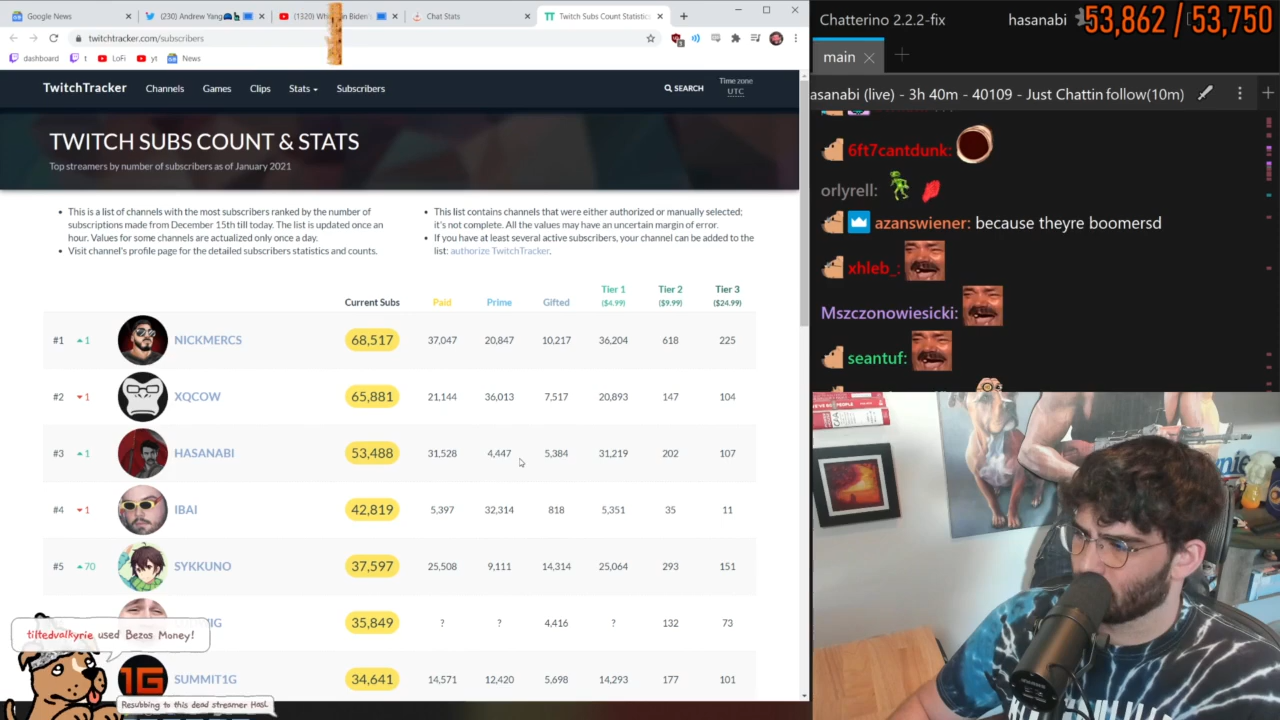 Google News
(230) Andrew Yang
(1320) Wh in Biden'
Chat Stats
Twitch Subs Count Statistics
twitchtracker.com/subscribers
dashboard
t
LoFi
yt
News
TwitchTracker
Channels
Games
Clips
Stats
Subscribers
SEARCH
Time zone
UTC
TWITCH SUBS COUNT & STATS
Top streamers by number of subscribers as of January 2021
This is a list of channels with the most subscribers ranked by the number of
subscriptions made from December 15th till today. The list is updated once an
hour. Values for some channels are actualized only once a day.
Visit channel's profile page for the detailed subscribers statistics and counts.
This list contains channels that were either authorized or manually selected;
it's not complete. All the values may have an uncertain margin of error.
If you have at least several active subscribers, your channel can be added to the
list: authorize TwitchTracker.
Current Subs Paid Prime Gifted Tier 1 ($4.99) Tier 2 ($9.99) Tier 3 ($24.99)
#1 1 NICKMERCS 68,517 37,047 20,847 10,217 36,204 618 225
#2 1 XQCOW 65,881 21,144 36,013 7,517 20,893 147 104
#3 1 HASANABI 53,488 31,528 4,447 5,384 31,219 202 107
#4 1 IBAI 42,819 5,397 32,314 818 5,351 35 11
#5 70 SYKKUNO 37,597 25,508 9,111 14,314 25,064 293 151
IG 35,849 ? ? 4,416 ? 132 73
1G SUMMIT1G 34,641 14,571 12,420 5,698 14,293 177 101
tiltedvalkyrie used Bezos Money!
Resubbing to this dead streamer HasL
Chatterino 2.2.2-fix
hasanabi
53,862 / 53,750
main
asanabi (live) - 3h 40m - 40109 - Just Chattin follow(10m)
6ft7cantdunk:
orlyrell:
azanswiener: because theyre boomersd
xhleb_:
Mszczonowiesicki:
seantuf: